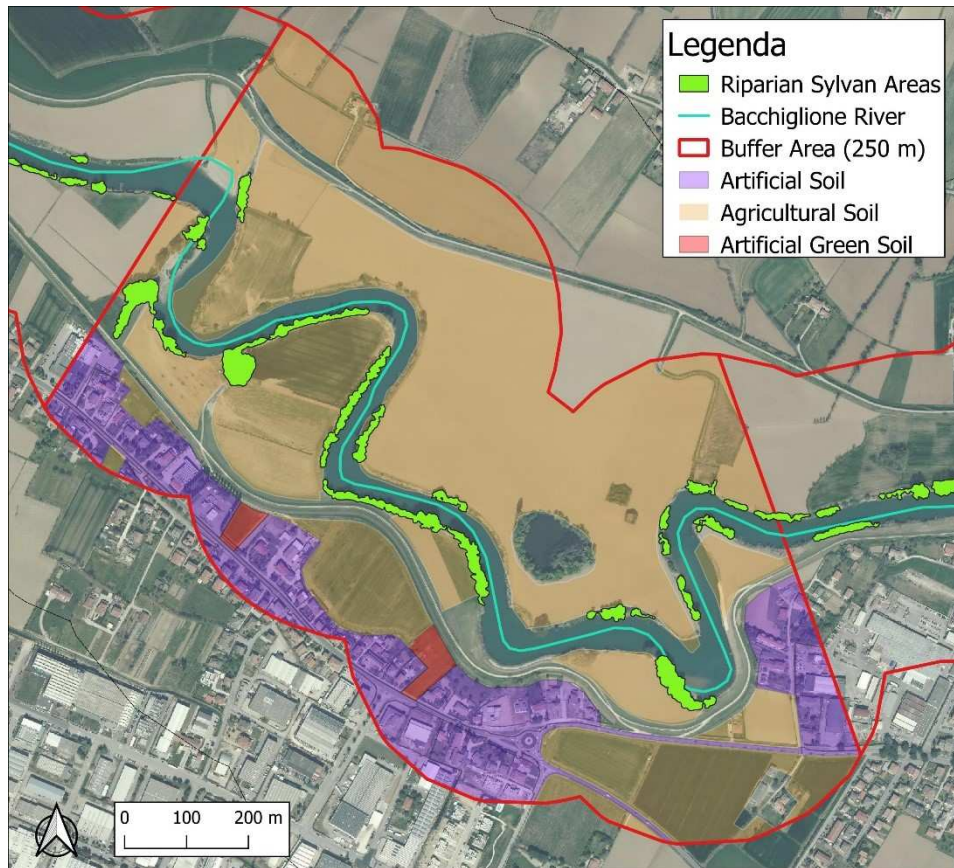 Legenda
Riparian Sylvan Areas
Bacchiglione River
Buffer Area (250 m)
Artificial Soil
Agricultural Soil
Artificial Green Soil
0 100 200 m